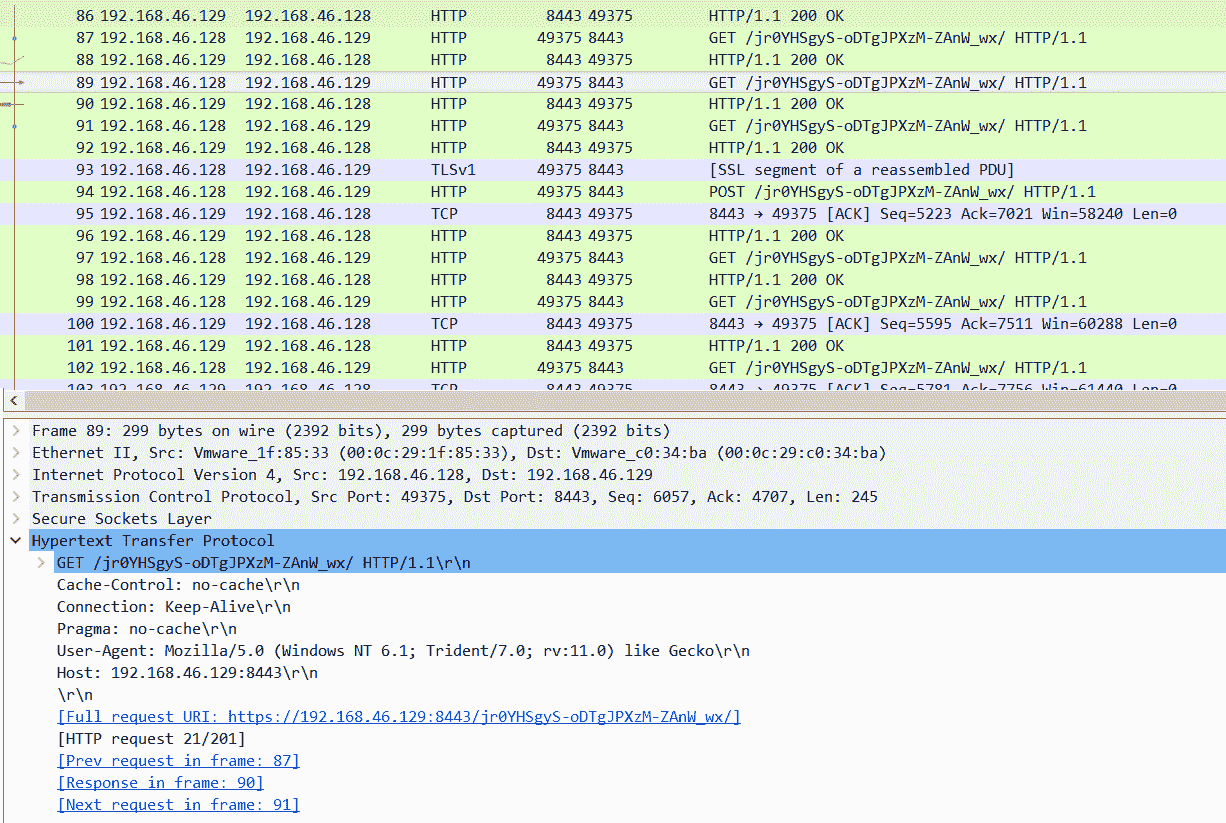 86 192.168.46.129 192.168.46.128 HTTP 8443 49375 HTTP/1.1 200 OK
87 192.168.46.128 192.168.46.129 HTTP 49375 8443 GET /jr0YHSgyS-oDTgJPXzM-ZAnW_wx/ HTTP/1.1
88 192.168.46.129 192.168.46.128 HTTP 8443 49375 HTTP/1.1 200 OK
89 192.168.46.128 192.168.46.129 HTTP 49375 8443 GET /jr0YHSgyS-oDTgJPXzM-ZAnW_wx/ HTTP/1.1
90 192.168.46.129 192.168.46.128 HTTP 8443 49375 HTTP/1.1 200 OK
91 192.168.46.128 192.168.46.129 HTTP 49375 8443 GET /jr0YHSgyS-oDTgJPXzM-ZAnW_wx/ HTTP/1.1
92 192.168.46.129 192.168.46.128 HTTP 8443 49375 HTTP/1.1 200 OK
93 192.168.46.128 192.168.46.129 TLSv1 49375 8443 [SSL segment of a reassembled PDU]
94 192.168.46.128 192.168.46.129 HTTP 49375 8443 POST /jr0YHSgyS-oDTgJPXzM-ZAnW_wx/ HTTP/1.1
95 192.168.46.129 192.168.46.128 TCP 8443 49375 8443 → 49375 [ACK] Seq=5223 Ack=7021 Win=58240 Len=0
96 192.168.46.129 192.168.46.128 HTTP 8443 49375 HTTP/1.1 200 OK
97 192.168.46.128 192.168.46.129 HTTP 49375 8443 GET /jr0YHSgyS-oDTgJPXzM-ZAnW_wx/ HTTP/1.1
98 192.168.46.129 192.168.46.128 HTTP 8443 49375 HTTP/1.1 200 OK
99 192.168.46.128 192.168.46.129 HTTP 49375 8443 GET /jr0YHSgyS-oDTgJPXzM-ZAnW_wx/ HTTP/1.1
100 192.168.46.129 192.168.46.128 TCP 8443 49375 8443 → 49375 [ACK] Seq=5595 Ack=7511 Win=60288 Len=0
101 192.168.46.129 192.168.46.128 HTTP 8443 49375 HTTP/1.1 200 OK
102 192.168.46.128 192.168.46.129 HTTP 49375 8443 GET /jr0YHSgyS-oDTgJPXzM-ZAnW_wx/ HTTP/1.1
103 192.168.46.129 192.168.46.128 TCP 8443 49375 8443 → 49375 [ACK] Seq=5781 Ack=7756 Win=61440 Len=0
Frame 89: 299 bytes on wire (2392 bits), 299 bytes captured (2392 bits)
Ethernet II, Src: Vmware_1f:85:33 (00:0c:29:1f:85:33), Dst: Vmware_c0:34:ba (00:0c:29:c0:34:ba)
Internet Protocol Version 4, Src: 192.168.46.128, Dst: 192.168.46.129
Transmission Control Protocol, Src Port: 49375, Dst Port: 8443, Seq: 6057, Ack: 4707, Len: 245
Secure Sockets Layer
Hypertext Transfer Protocol
GET /jr0YHSgyS-oDTgJPXzM-ZAnW_wx/ HTTP/1.1\r\n
Cache-Control: no-cache\r\n
Connection: Keep-Alive\r\n
Pragma: no-cache\r\n
User-Agent: Mozilla/5.0 (Windows NT 6.1; Trident/7.0; rv:11.0) like Gecko\r\n
Host: 192.168.46.129:8443\r\n
\r\n
[Full request URI: https://192.168.46.129:8443/jr0YHSgyS-oDTgJPXzM-ZAnW_wx/]
[HTTP request 21/201]
[Prev request in frame: 87]
[Response in frame: 90]
[Next request in frame: 91]